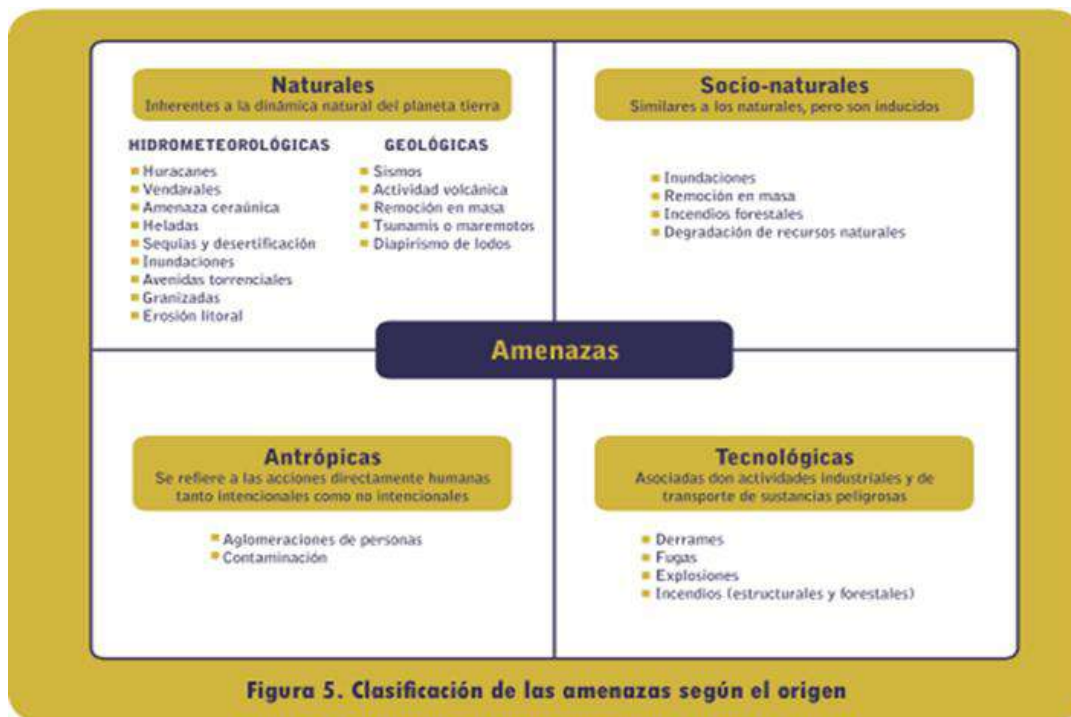 Naturales
Inherentes a la dinámica natural del planeta tierra
HIDROMETEOROLÓGICAS
Huracanes
Vendavales
Amenaza ceraúnica
Heladas
Sequias y desertificación
Inundaciones
Avenidas torrenciales
Granizadas
Erosión litoral
GEOLÓGICAS
Sismos
Actividad volcánica
Remoción en masa
Tsunamis o maremotos
Diapirismo de lodos
Socio-naturales
Similares a los naturales, pero son inducidos
Inundaciones
Remoción en masa
Incendios forestales
Degradación de recursos naturales
Amenazas
Antrópicas
Se refiere a las acciones directamente humanas
tanto intencionales como no intencionales
Aglomeraciones de personas
Contaminación
Tecnológicas
Asociadas don actividades industriales y de
transporte de sustancias peligrosas
Derrames
Fugas
Explosiones
Incendios (estructurales y forestales)
Figura 5. Clasificación de las amenazas según el origen